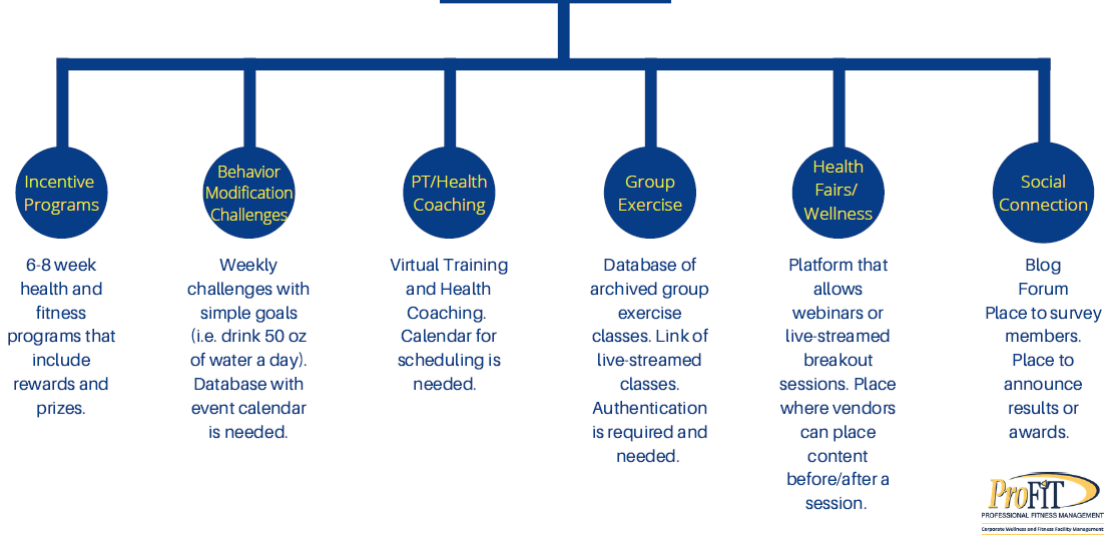 Incentive
Programs
6-8 week
health and
fitness
programs that
include
rewards and
prizes.
Behavior
Modification
Challenges
Weekly
challenges with
simple goals
(i.e. drink 50 oz
of water a day).
Database with
event calendar
is needed.
PT/Health
Coaching
Virtual Training
and Health
Coaching.
Calendar for
scheduling is
needed.
Group
Exercise
Database of
archived group
exercise
classes. Link of
live-streamed
classes.
Authentication
is required and
needed.
Health
Fairs/
Wellness
Platform that
allows
webinars or
live-streamed
breakout
sessions. Place
where vendors
can place
content
before/after a
session.
Social
Connection
Blog
Forum
Place to survey
members.
Place to
announce
results or
awards.
ProFIT
PROFESSIONAL FITNESS MANAGEMENT
Corporate Wellness and Fitness Facility Management